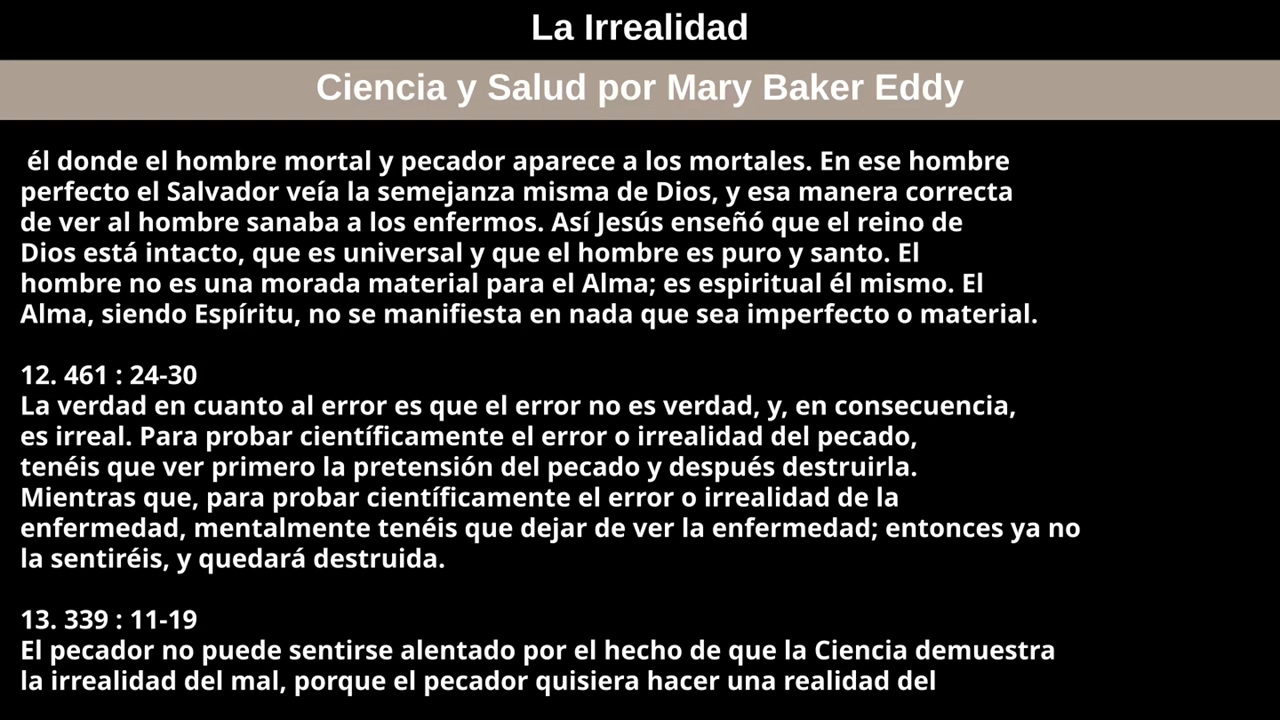 La Irrealidad
Ciencia y Salud por Mary Baker Eddy
él donde el hombre mortal y pecador aparece a los mortales. En ese hombre
perfecto el Salvador veía la semejanza misma de Dios, y esa manera correcta
de ver al hombre sanaba a los enfermos. Así Jesús enseñó que el reino de
Dios está intacto, que es universal y que el hombre es puro y santo. El
hombre no es una morada material para el Alma; es espiritual él mismo. El
Alma, siendo Espíritu, no se manifiesta en nada que sea imperfecto o material.
12. 461 : 24-30
La verdad en cuanto al error es que el error no es verdad, y, en consecuencia,
es irreal. Para probar científicamente el error o irrealidad del pecado,
tenéis que ver primero la pretensión del pecado y después destruirla.
Mientras que, para probar científicamente el error o irrealidad de la
enfermedad, mentalmente tenéis que dejar de ver la enfermedad; entonces ya no
la sentiréis, y quedará destruida.
13. 339 : 11-19
El pecador no puede sentirse alentado por el hecho de que la Ciencia demuestra
la irrealidad del mal, porque el pecador quisiera hacer una realidad del